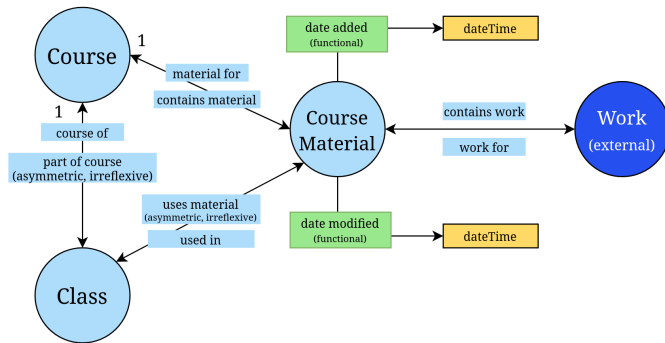 date added
(functional)
dateTime
1
Course
material for
contains material
1
course of
part of course
(asymmetric, irreflexive)
Course
Material
contains work
work for
Work
(external)
uses material
(asymmetric, irreflexive)
used in
date modified
(functional)
dateTime
Class